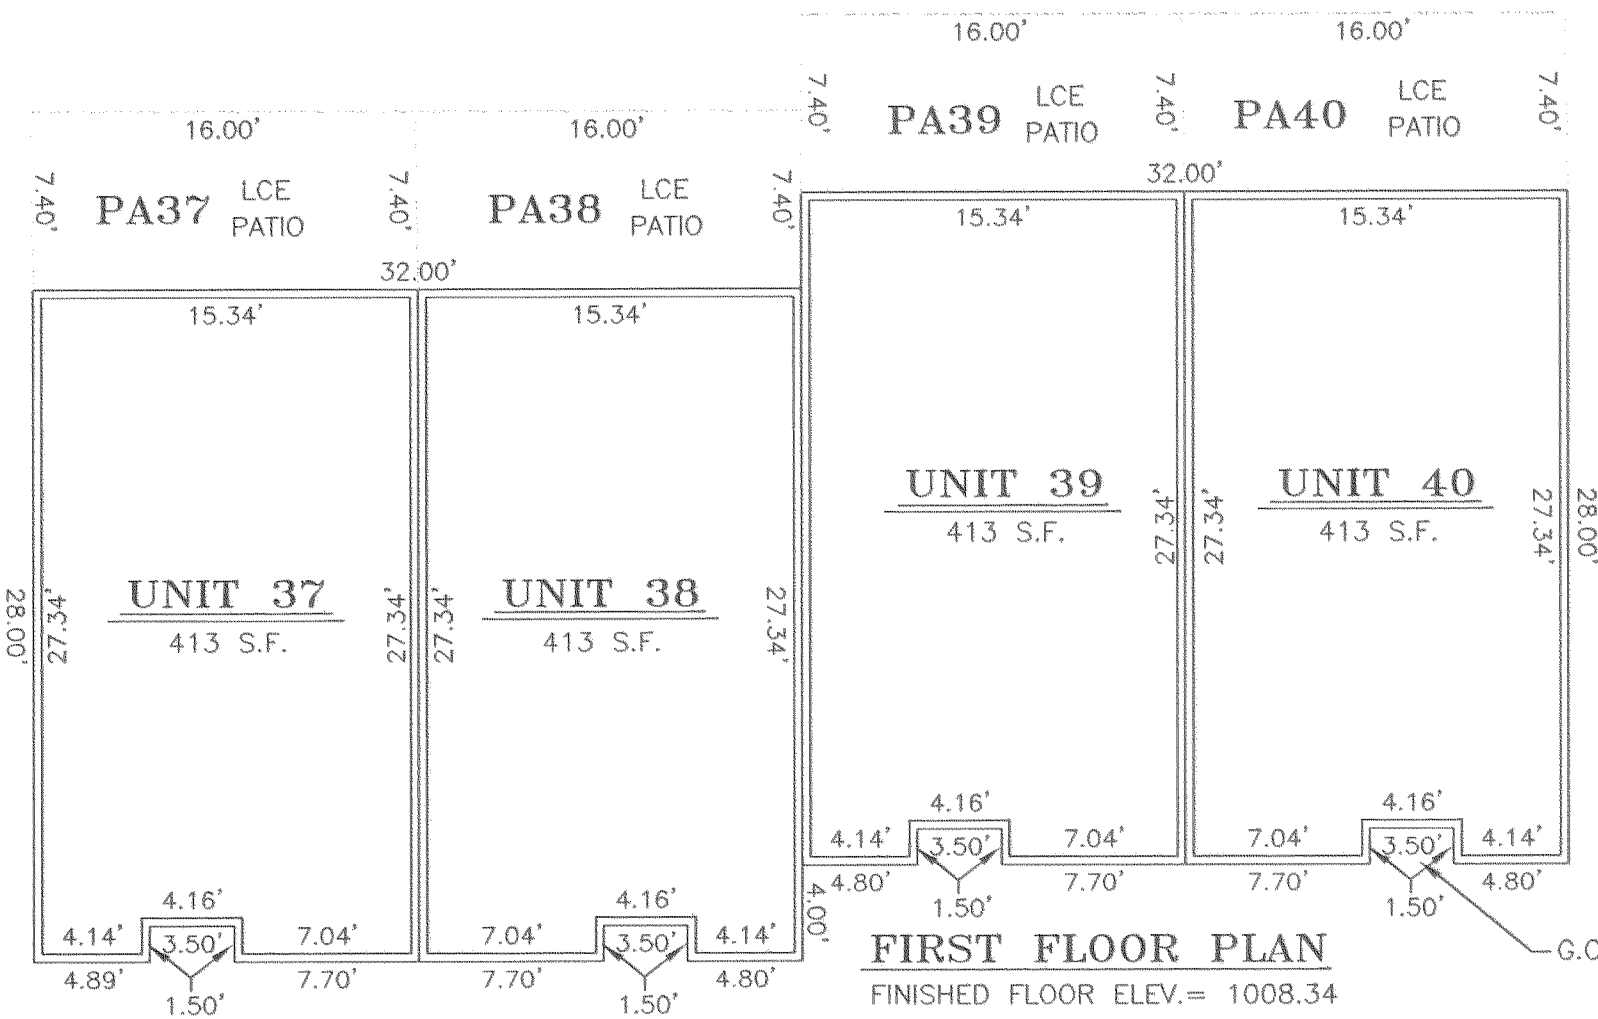 16.00' 16.00'
7.40' PA39 LCE PATIO 7.40' PA40 LCE PATIO 7.40'
16.00' 16.00'
7.40' PA37 LCE PATIO 7.40' PA38 LCE PATIO 7.40'
32.00'
15.34' 15.34'
32.00'
15.34' 15.34'
UNIT 39
413 S.F.
27.34' 27.34'
UNIT 40
413 S.F.
27.34' 28.00'
28.00' 27.34'
UNIT 37
413 S.F.
27.34' 27.34'
UNIT 38
413 S.F.
27.34'
4.16' 4.16'
4.14' 3.50' 7.04' 7.04' 3.50' 4.14'
4.80' 1.50' 7.70' 7.70' 1.50' 4.80'
4.00'
4.16' 4.16'
4.14' 3.50' 7.04' 7.04' 3.50' 4.14'
4.89' 1.50' 7.70' 7.70' 1.50' 4.80'
FIRST FLOOR PLAN
FINISHED FLOOR ELEV.= 1008.34